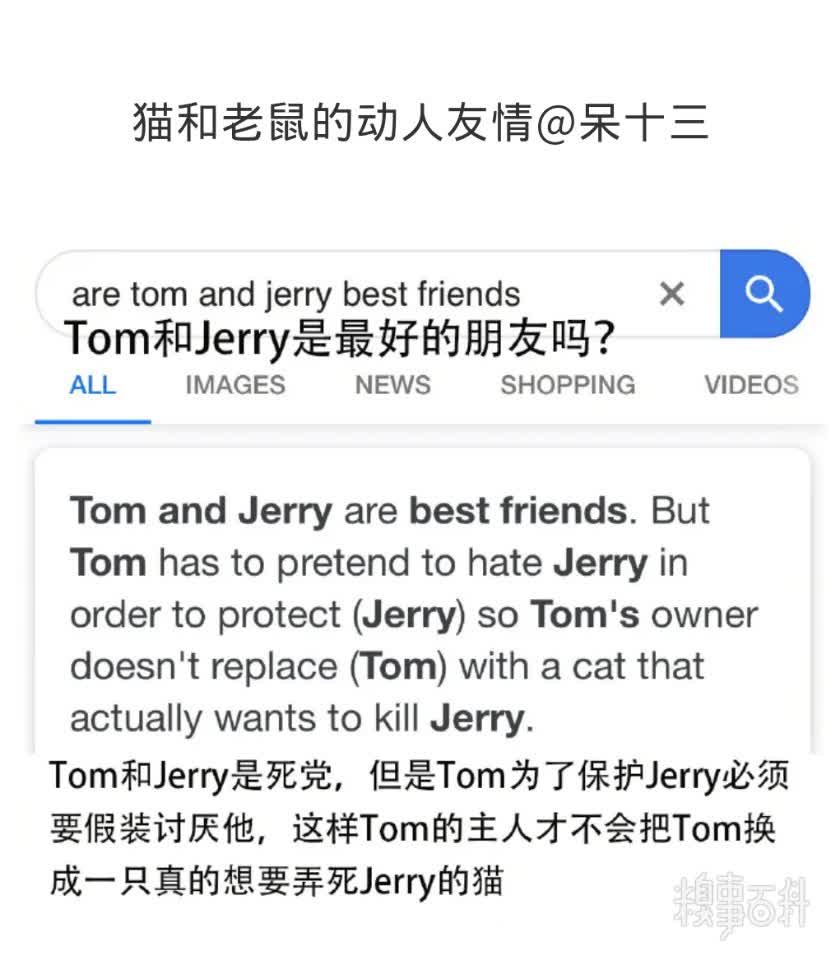 猫和老鼠的动人友情@呆十三
are tom and jerry best friends
Tom和Jerry是最好的朋友吗?
ALL IMAGES NEWS SHOPPING VIDEOS
Tom and Jerry are best friends. But
Tom has to pretend to hate Jerry in
order to protect (Jerry) so Tom's owner
doesn't replace (Tom) with a cat that
actually wants to kill Jerry.
Tom和Jerry是死党，但是Tom为了保护Jerry必须
要假装讨厌他，这样Tom的主人才不会把Tom换
成一只真的想要弄死Jerry的猫
糗事百科